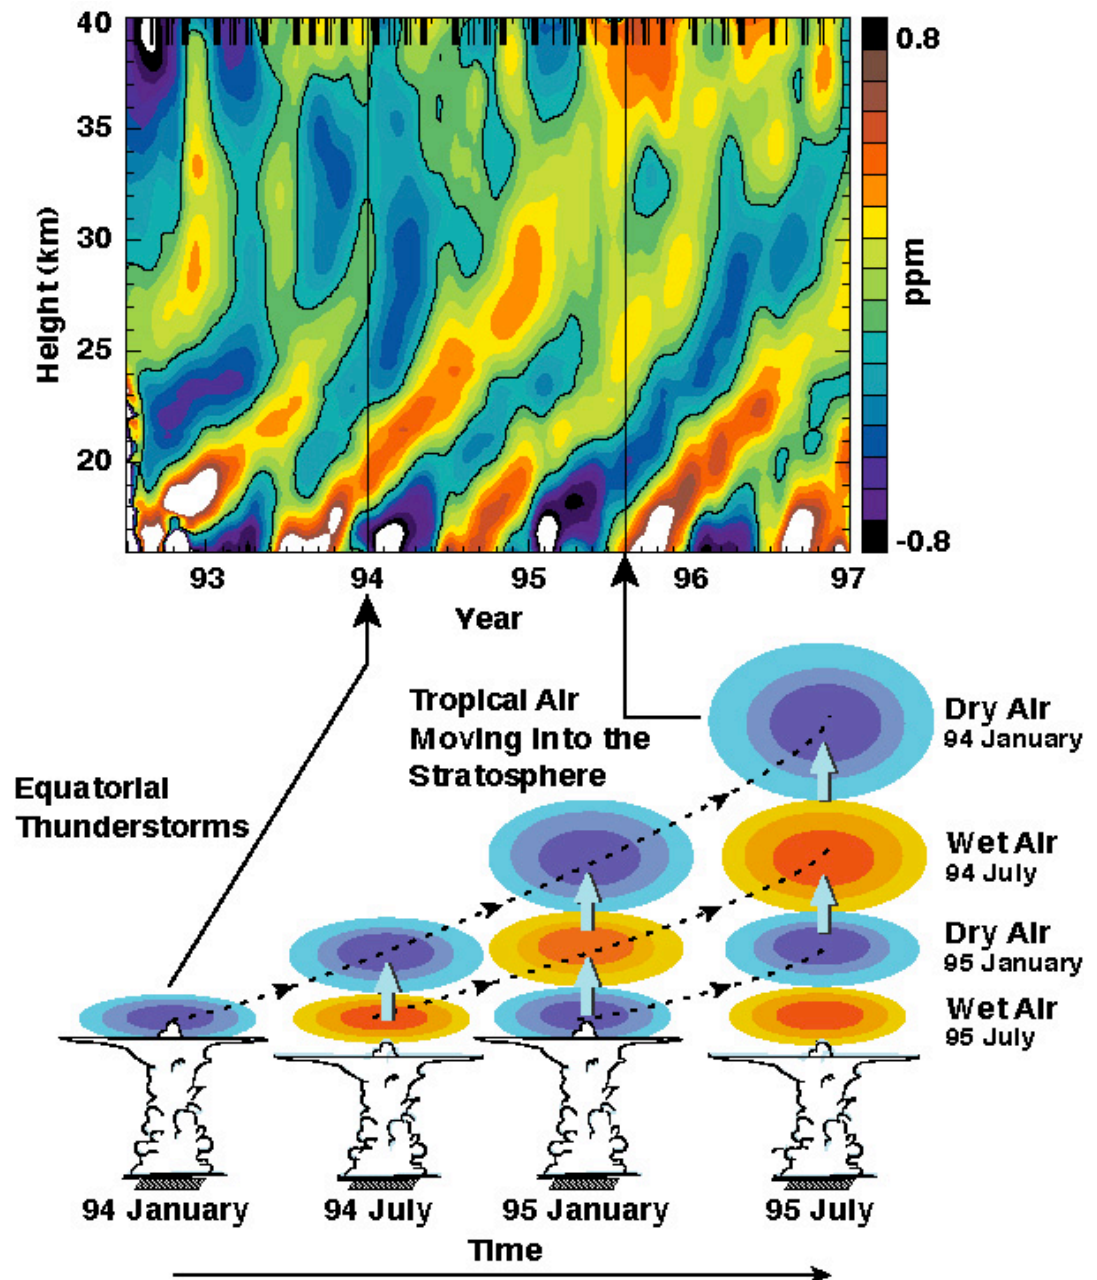 40
35
30
25
20
Height (km)
93
94
95
96
97
Year
0.8
ppm
-0.8
Tropical Air
Moving into the
Stratosphere
Equatorial
Thunderstorms
Dry Air
94 January
Wet Air
94 July
Dry Air
95 January
Wet Air
95 July
94 January
94 July
95 January
95 July
Time